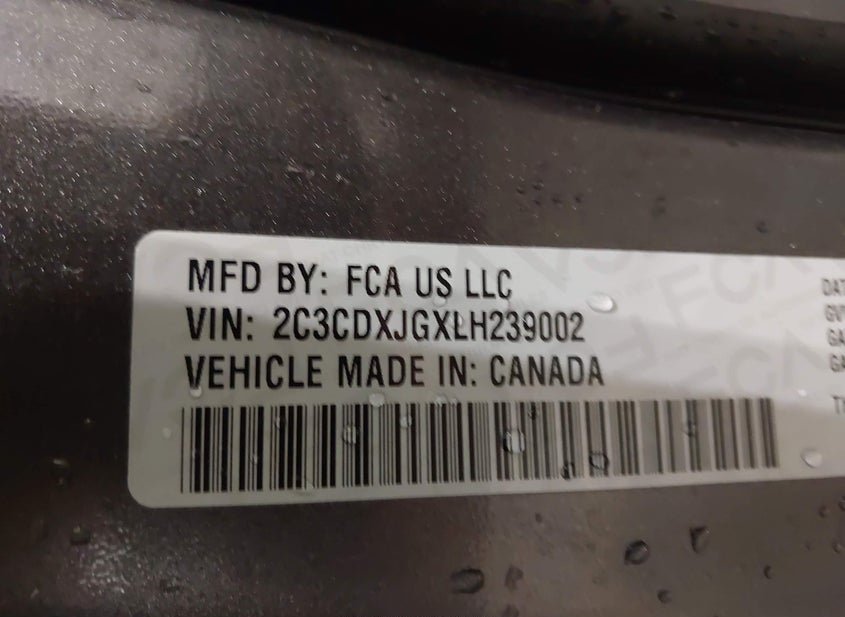 MFD BY: FCA US LLC
VIN: 2C3CDXJGXLH239002
VEHICLE MADE IN: CANADA